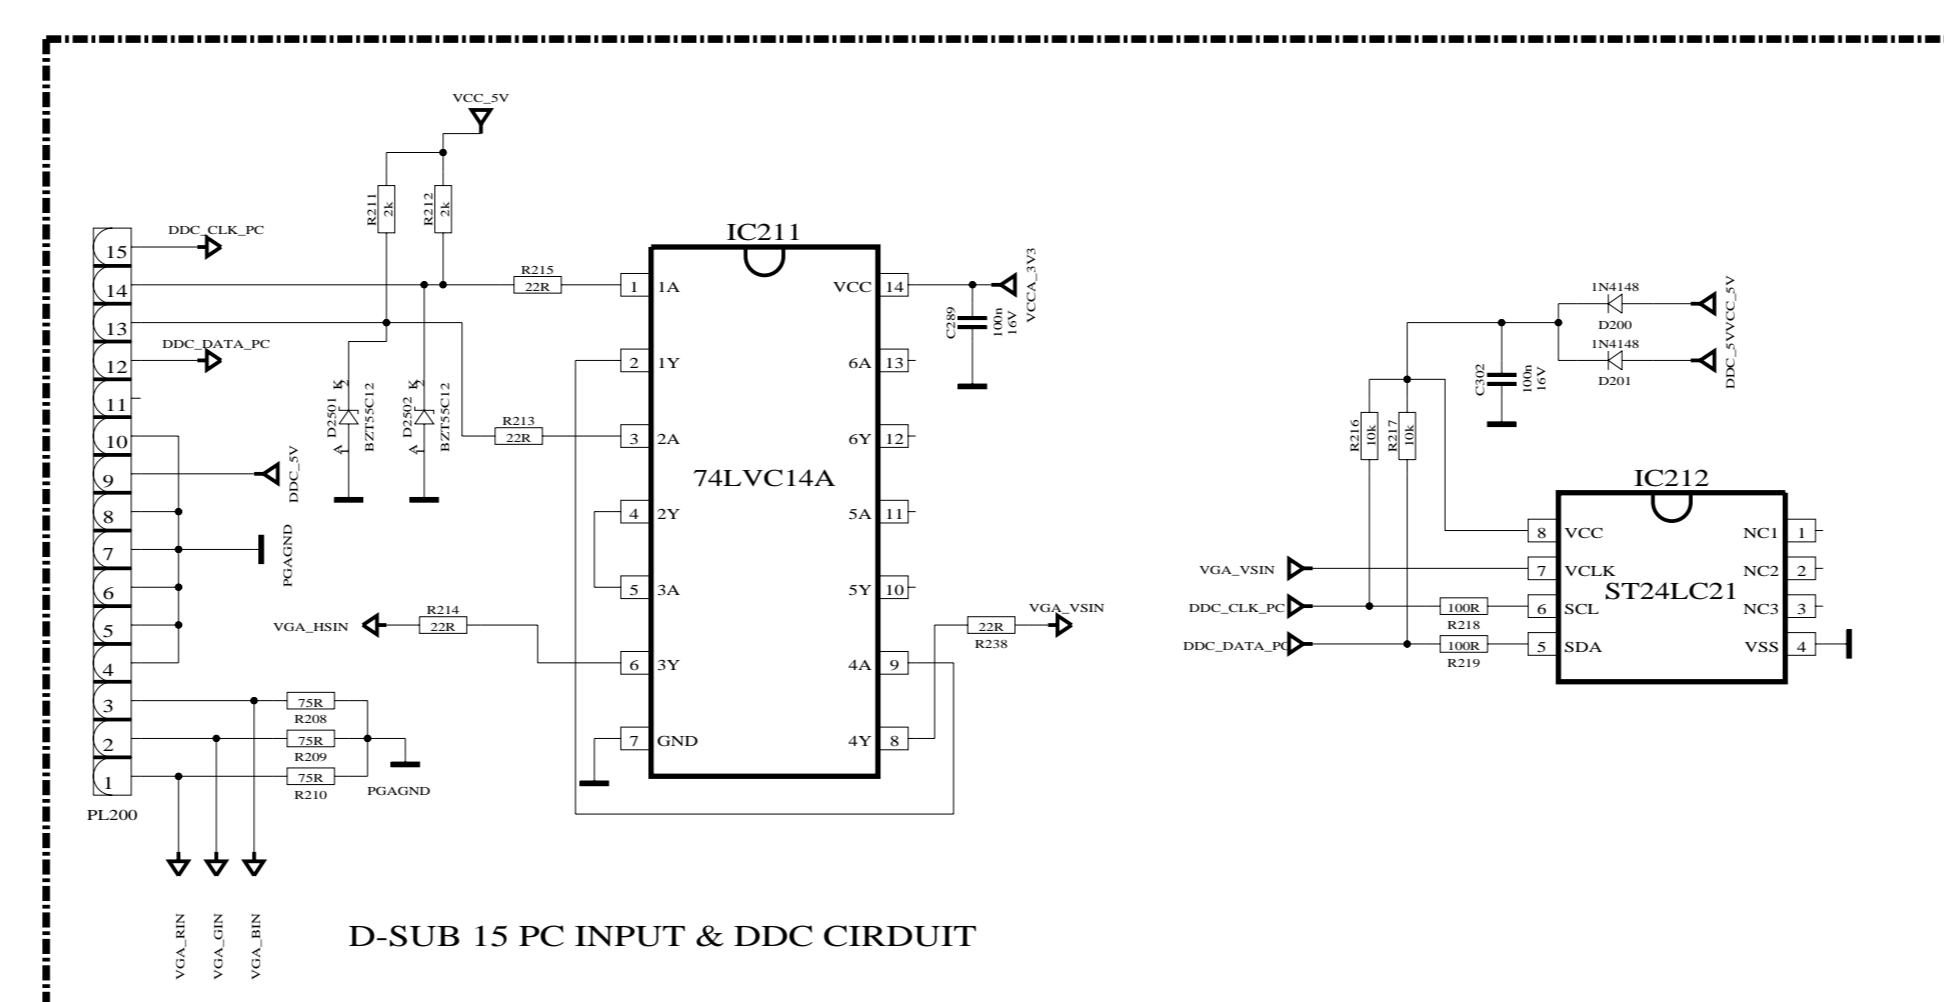 VCC_5V
R211
2k
R212
2k
DDC_CLK_PC
15
14
13
DDC_DATA_PC
12
11
10
9
DDC_5V
8
7
PGAGND
6
5
4
3
2
1
PL200
75R
R208
75R
R209
75R
R210
PGAGND
VGA_RIN
VGA_GIN
VGA_BIN
D2501
A
K
2
BZT55C12
D2502
A
K
2
BZT55C12
R215
22R
R213
22R
VGA_HSIN
R214
22R
IC211
74LVC14A
1 1A
2 1Y
3 2A
4 2Y
5 3A
6 3Y
7 GND
VCC 14
6A 13
6Y 12
5A 11
5Y 10
4A 9
4Y 8
C289
100n
16V
VCCA_3V3
22R
R238
VGA_VSIN
1N4148
D200
VCC_5V
1N4148
D201
DDC_5V
C302
100n
16V
R216
10k
R217
10k
IC212
ST24LC21
VGA_VSIN
DDC_CLK_PC
DDC_DATA_PC
100R
R218
100R
R219
8 VCC
7 VCLK
6 SCL
5 SDA
NC1 1
NC2 2
NC3 3
VSS 4
D-SUB 15 PC INPUT & DDC CIRDUIT